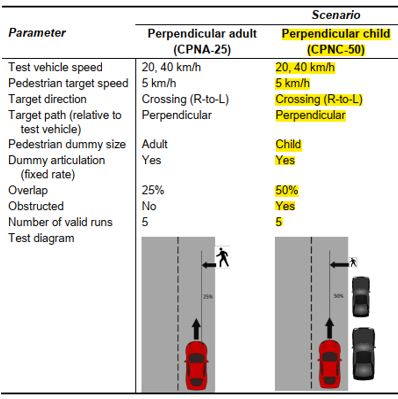 Scenario
Parameter
Perpendicular adult
(CPNA-25)
Perpendicular child
(CPNC-50)
Test vehicle speed 20, 40 km/h 20, 40 km/h
Pedestrian target speed 5 km/h 5 km/h
Target direction Crossing (R-to-L) Crossing (R-to-L)
Target path (relative to
test vehicle) Perpendicular Perpendicular
Pedestrian dummy size Adult Child
Dummy articulation
(fixed rate) Yes Yes
Overlap 25% 50%
Obstructed No Yes
Number of valid runs 5 5
Test diagram
25% 50%